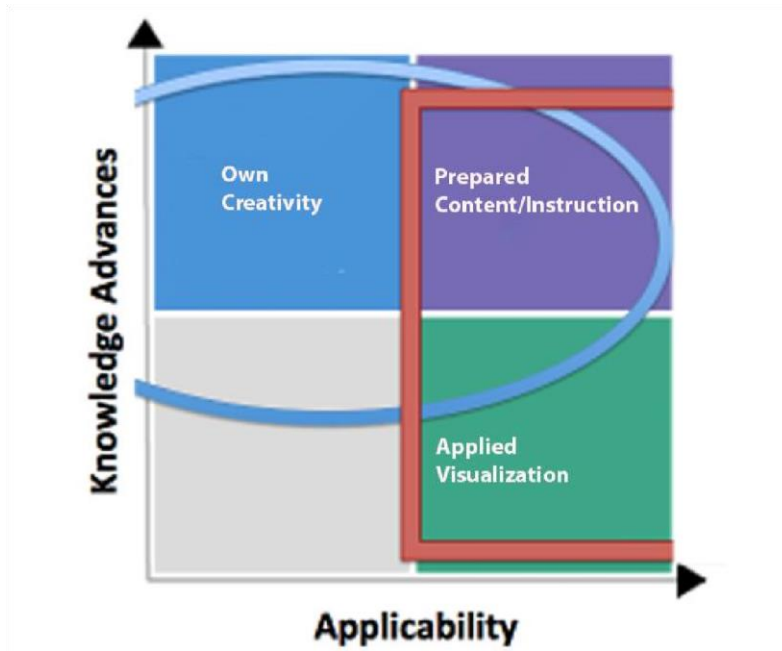 Knowledge Advances
Own
Creativity
Prepared
Content/Instruction
Applied
Visualization
Applicability